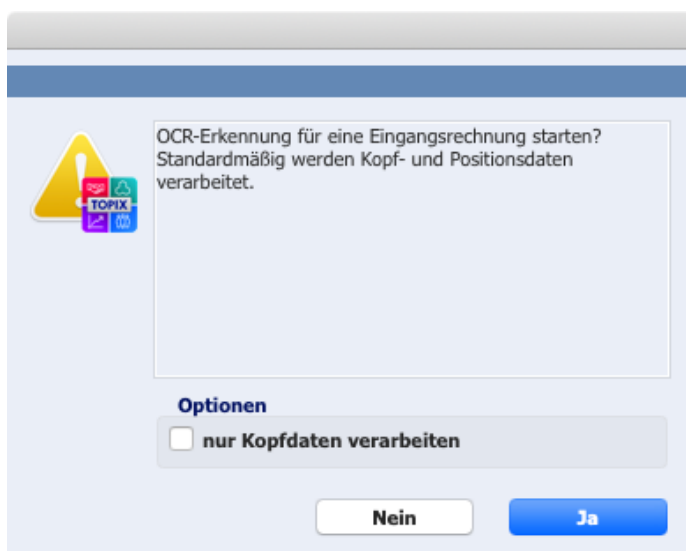 OCR-Erkennung für eine Eingangsrechnung starten?
Standardmäßig werden Kopf- und Positionsdaten
verarbeitet.
TOPIX
Optionen
nur Kopfdaten verarbeiten
Nein
Ja